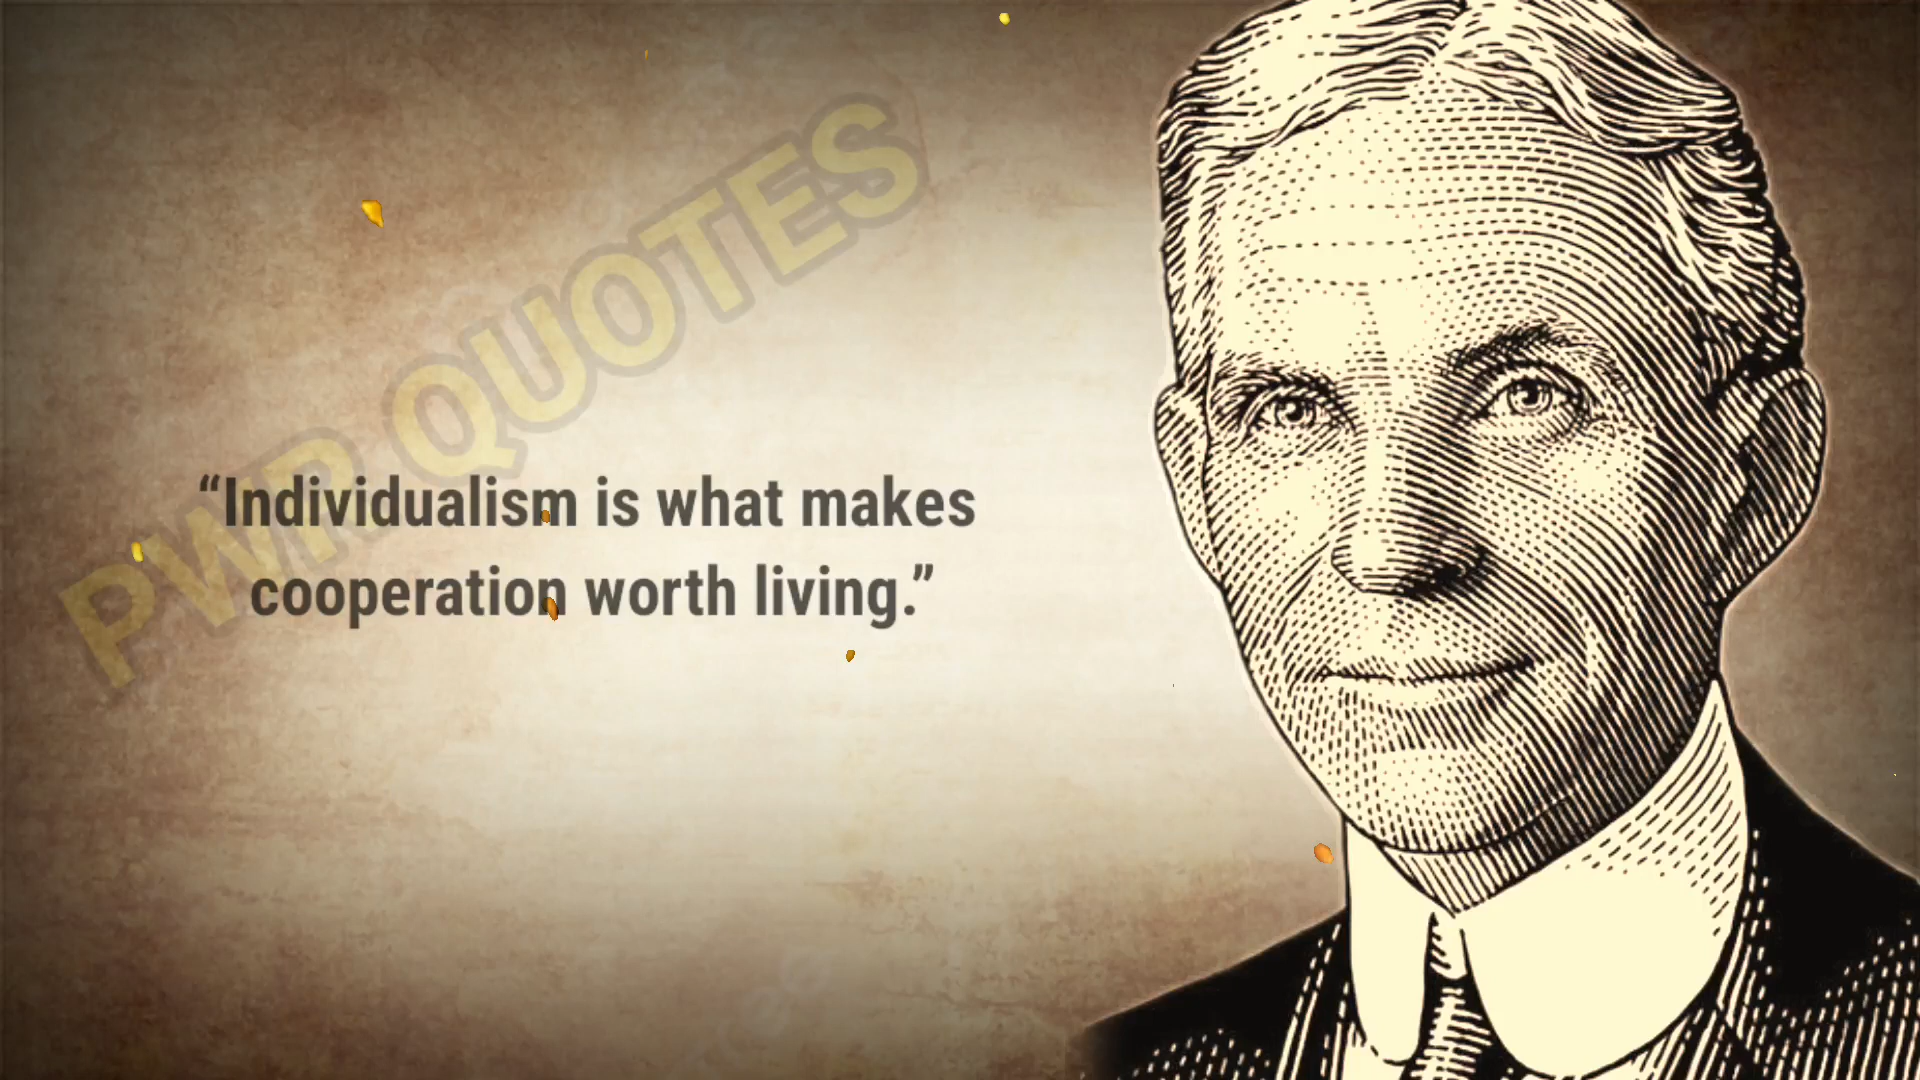 PWR QUOTES
“Individualism is what makes
cooperation worth living.”